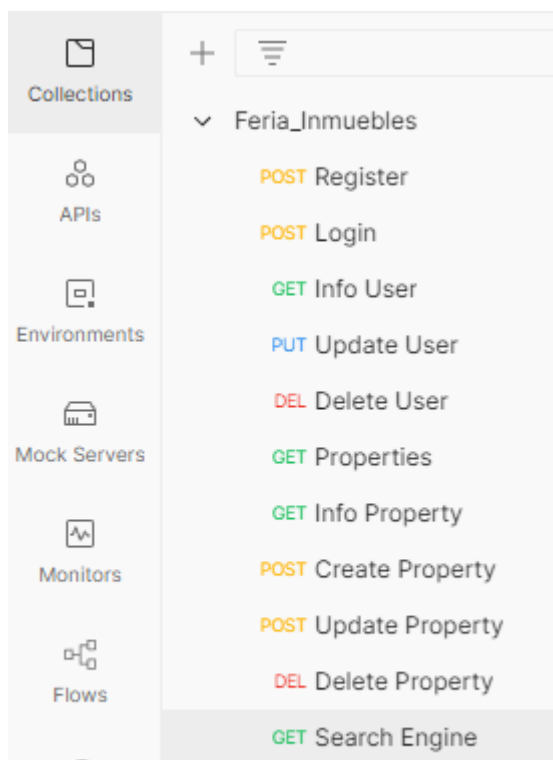 Collections
APIs
Environments
Mock Servers
Monitors
Flows
Feria_Inmuebles
POST Register
POST Login
GET Info User
PUT Update User
DEL Delete User
GET Properties
GET Info Property
POST Create Property
POST Update Property
DEL Delete Property
GET Search Engine